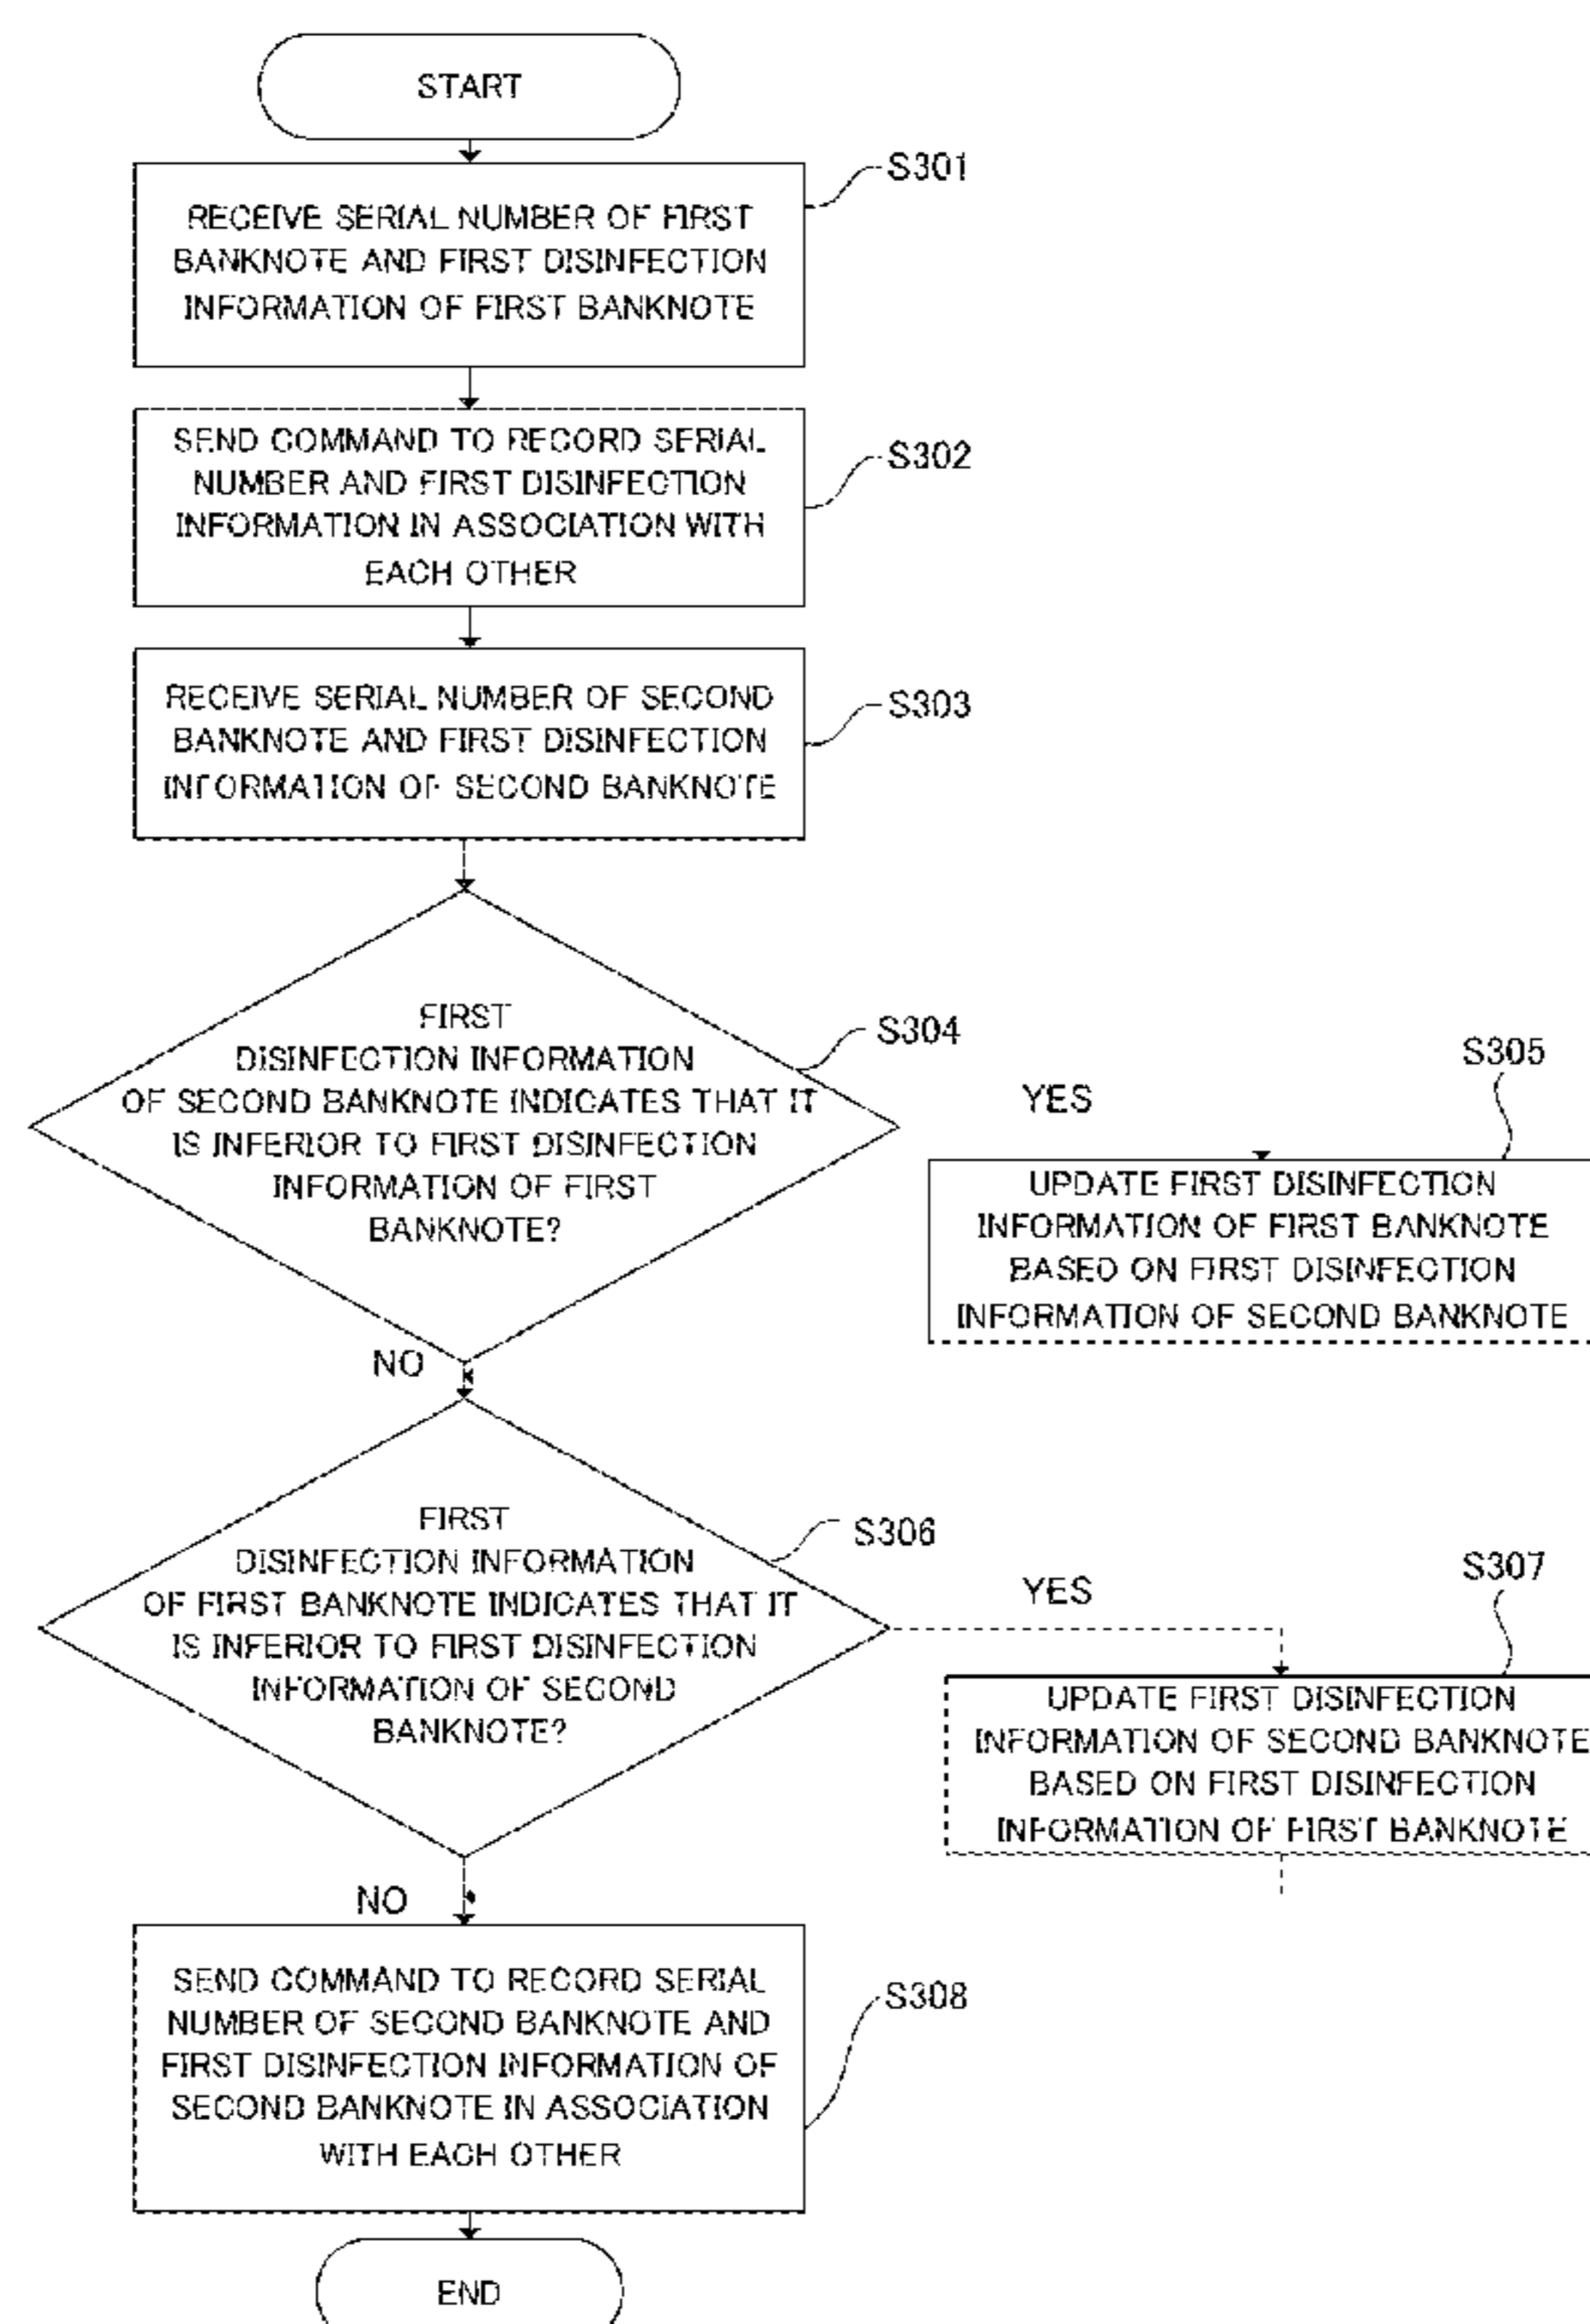 START
S301
RECEIVE SERIAL NUMBER OF FIRST
BANKNOTE AND FIRST DISINFECTION
INFORMATION OF FIRST BANKNOTE
S302
SEND COMMAND TO RECORD SERIAL
NUMBER AND FIRST DISINFECTION
INFORMATION IN ASSOCIATION WITH
EACH OTHER
S303
RECEIVE SERIAL NUMBER OF SECOND
BANKNOTE AND FIRST DISINFECTION
INFORMATION OF SECOND BANKNOTE
S304
FIRST
DISINFECTION INFORMATION
OF SECOND BANKNOTE INDICATES THAT IT
IS INFERIOR TO FIRST DISINFECTION
INFORMATION OF FIRST
BANKNOTE?
YES
S305
UPDATE FIRST DISINFECTION
INFORMATION OF FIRST BANKNOTE
BASED ON FIRST DISINFECTION
INFORMATION OF SECOND BANKNOTE
NO
S306
FIRST
DISINFECTION INFORMATION
OF FIRST BANKNOTE INDICATES THAT IT
IS INFERIOR TO FIRST DISINFECTION
INFORMATION OF SECOND
BANKNOTE?
YES
S307
UPDATE FIRST DISINFECTION
INFORMATION OF SECOND BANKNOTE
BASED ON FIRST DISINFECTION
INFORMATION OF FIRST BANKNOTE
NO
S308
SEND COMMAND TO RECORD SERIAL
NUMBER OF SECOND BANKNOTE AND
FIRST DISINFECTION INFORMATION OF
SECOND BANKNOTE IN ASSOCIATION
WITH EACH OTHER
END